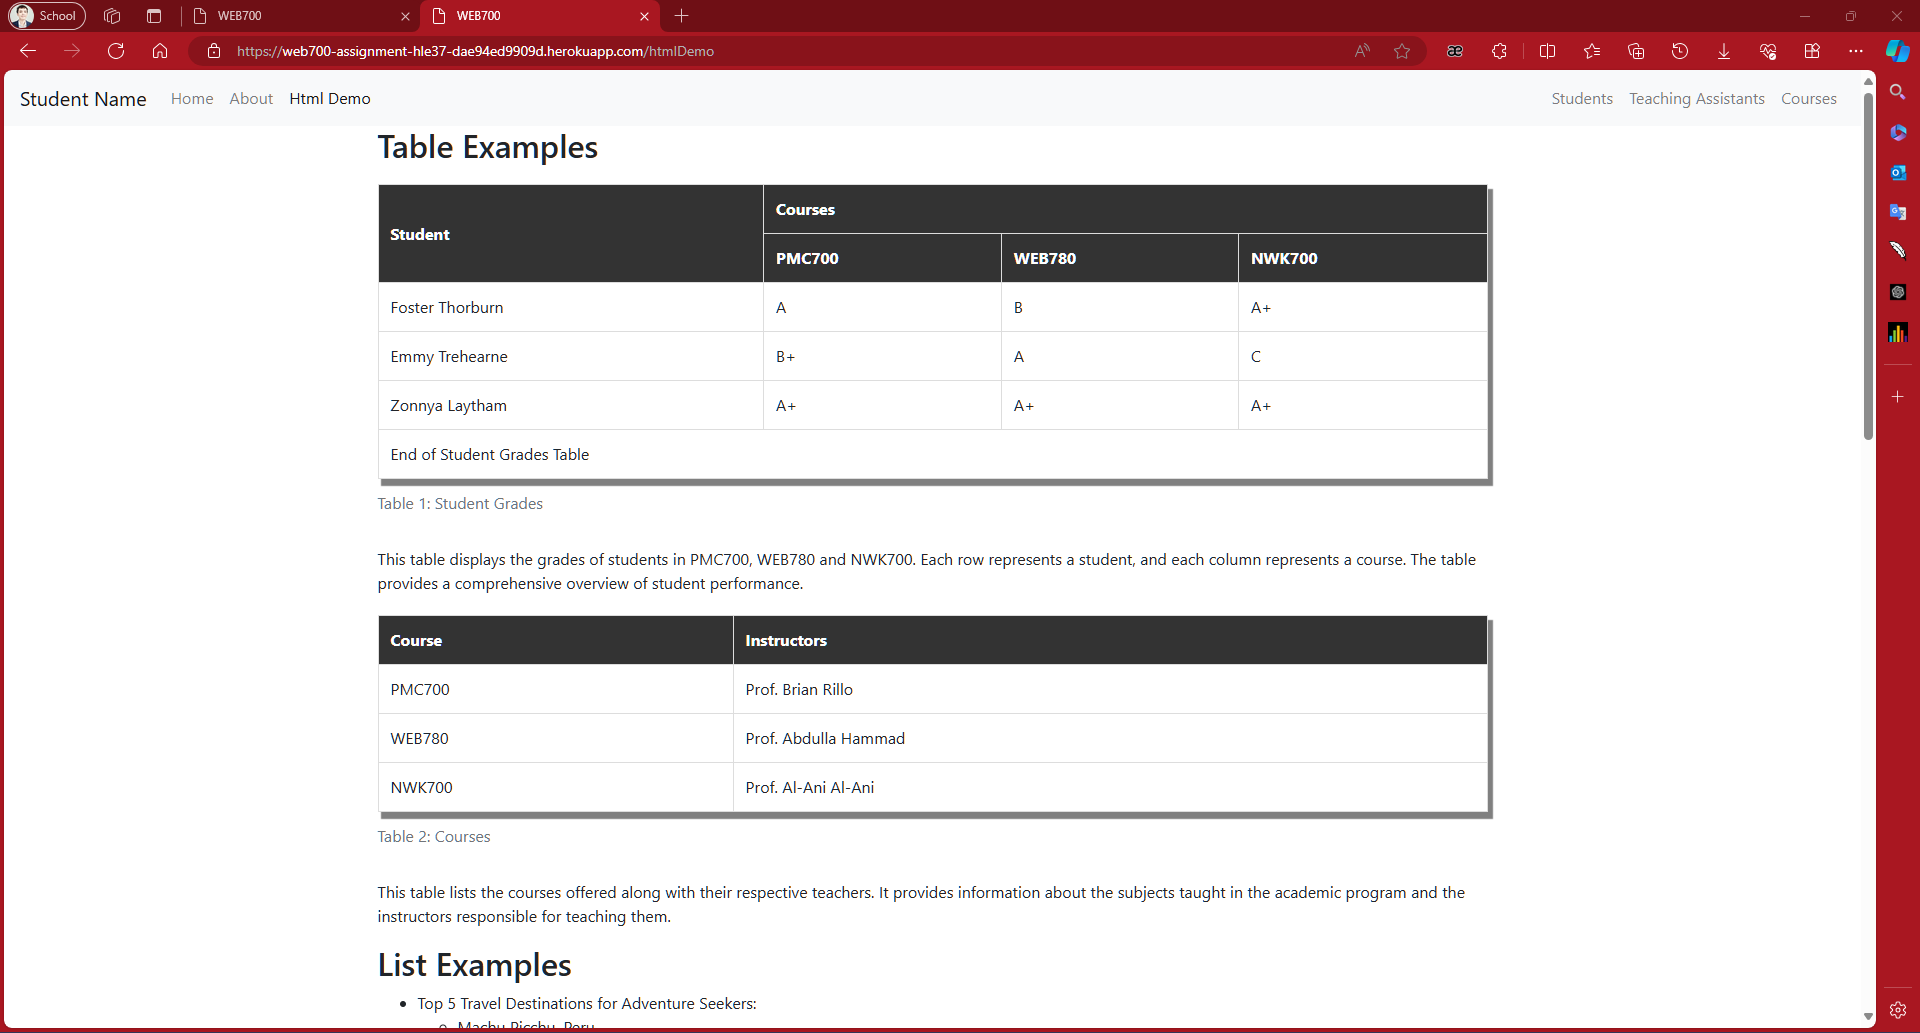 School
WEB700
WEB700
https://web700-assignment-hle37-dae94ed9909d.herokuapp.com/htmlDemo
Student Name Home About Html Demo Students Teaching Assistants Courses
Table Examples
Student Courses
PMC700 WEB780 NWK700
Foster Thorburn A B A+
Emmy Trehearne B+ A C
Zonnya Laytham A+ A+ A+
End of Student Grades Table
Table 1: Student Grades
This table displays the grades of students in PMC700, WEB780 and NWK700. Each row represents a student, and each column represents a course. The table
provides a comprehensive overview of student performance.
Course Instructors
PMC700 Prof. Brian Rillo
WEB780 Prof. Abdulla Hammad
NWK700 Prof. Al-Ani Al-Ani
Table 2: Courses
This table lists the courses offered along with their respective teachers. It provides information about the subjects taught in the academic program and the
instructors responsible for teaching them.
List Examples
Top 5 Travel Destinations for Adventure Seekers:
Machu Picchu, Peru